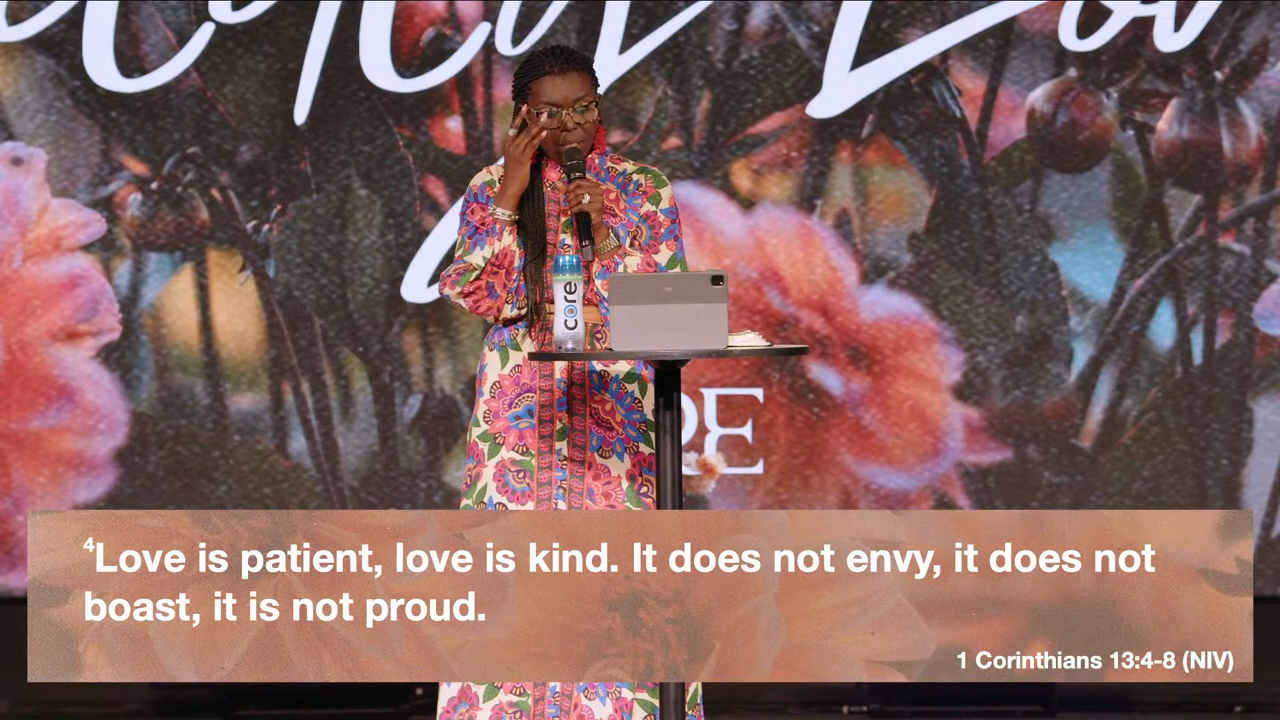 core
RE
⁴Love is patient, love is kind. It does not envy, it does not
boast, it is not proud.
1 Corinthians 13:4-8 (NIV)